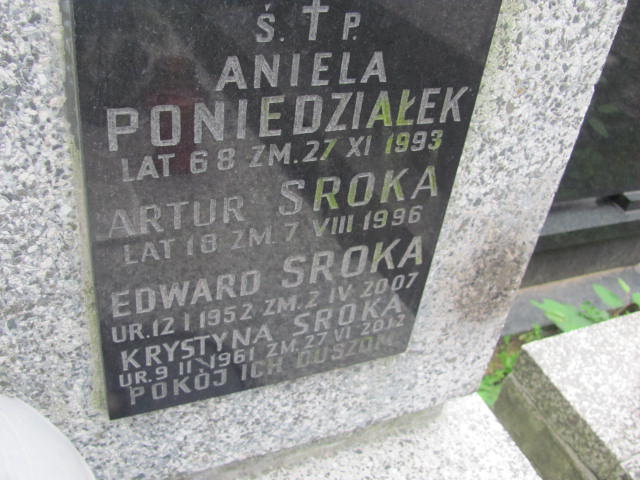 Ś. P.
ANIELA
PONIEDZIAŁEK
LAT 68 ZM. 27 XI 1993
ARTUR SROKA
LAT 18 ZM. 7 VIII 1996
EDWARD SROKA
UR. 12 I 1952 ZM. 2 IV 2007
KRYSTYNA SROKA
UR. 9 II 1961 ZM. 27 VI 2012
POKÓJ ICH DUSZOM